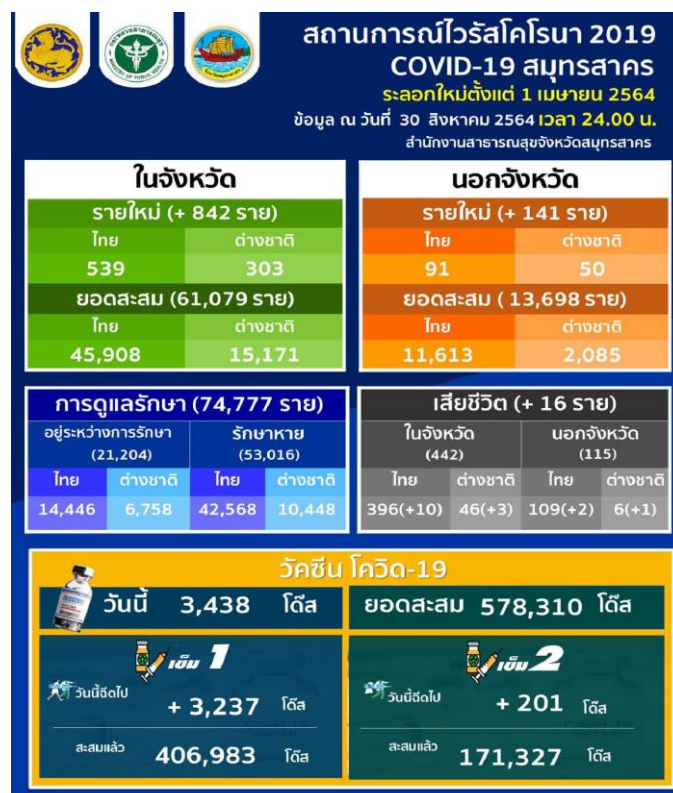 สถานการณ์ไวรัสโคโรนา 2019
COVID-19 สมุทรสาคร
ระลอกใหม่ตั้งแต่ 1 เมษายน 2564
ข้อมูล ณ วันที่ 30 สิงหาคม 2564 เวลา 24.00 น.
สำนักงานสาธารณสุขจังหวัดสมุทรสาคร
ในจังหวัด
รายใหม่ (+ 842 ราย)
ไทย ต่างชาติ
539 303
ยอดสะสม (61,079 ราย)
ไทย ต่างชาติ
45,908 15,171
นอกจังหวัด
รายใหม่ (+ 141 ราย)
ไทย ต่างชาติ
91 50
ยอดสะสม ( 13,698 ราย)
ไทย ต่างชาติ
11,613 2,085
การดูแลรักษา (74,777 ราย)
อยู่ระหว่างการรักษา รักษาหาย
(21,204) (53,016)
ไทย ต่างชาติ ไทย ต่างชาติ
14,446 6,758 42,568 10,448
เสียชีวิต (+ 16 ราย)
ในจังหวัด นอกจังหวัด
(442) (115)
ไทย ต่างชาติ ไทย ต่างชาติ
396(+10) 46(+3) 109(+2) 6(+1)
วัคซีน โควิด-19
วันนี้ 3,438 โด๊ส
ยอดสะสม 578,310 โด๊ส
เข็ม 1
วันนี้ฉีดไป + 3,237 โด๊ส
สะสมแล้ว 406,983 โด๊ส
เข็ม 2
วันนี้ฉีดไป + 201 โด๊ส
สะสมแล้ว 171,327 โด๊ส